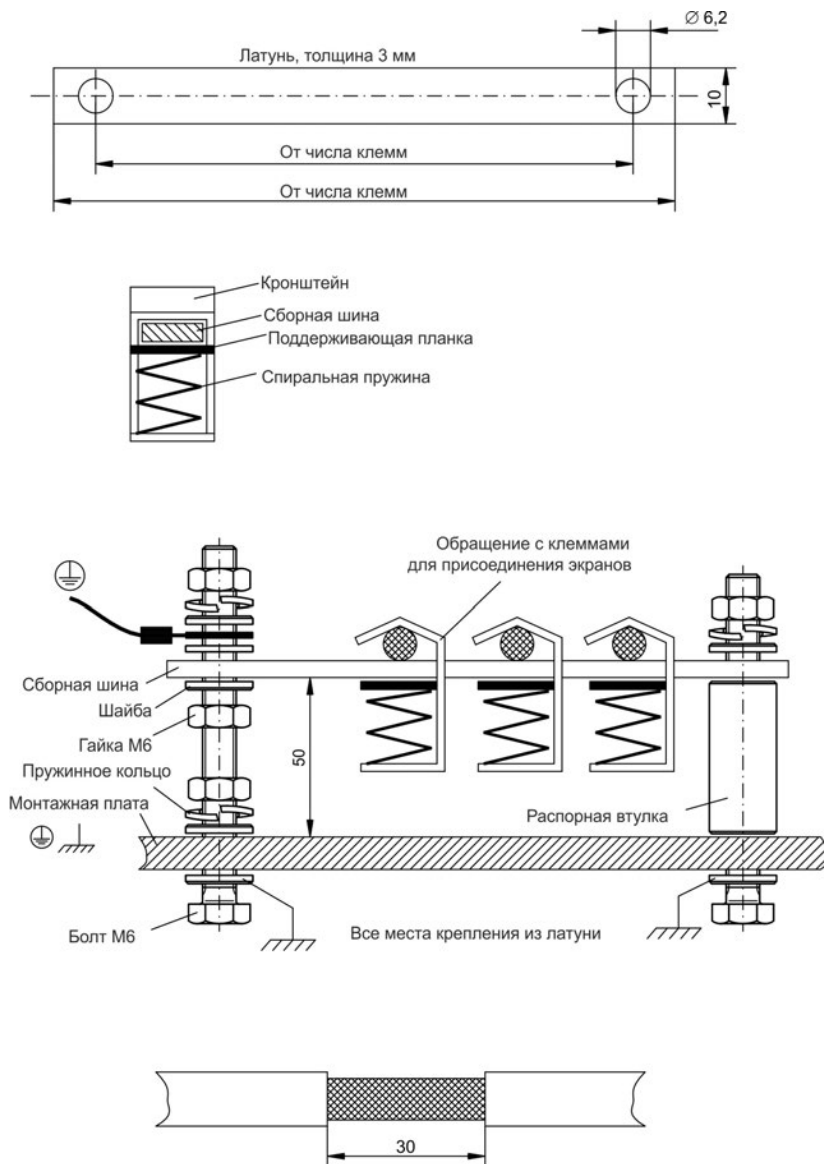 Ø 6,2
Латунь, толщина 3 мм
10
От числа клемм
От числа клемм
Кронштейн
Сборная шина
Поддерживающая планка
Спиральная пружина
Обращение с клеммами
для присоединения экранов
Сборная шина
Шайба
Гайка М6
50
Пружинное кольцо
Монтажная плата
Распорная втулка
Болт М6
Все места крепления из латуни
30